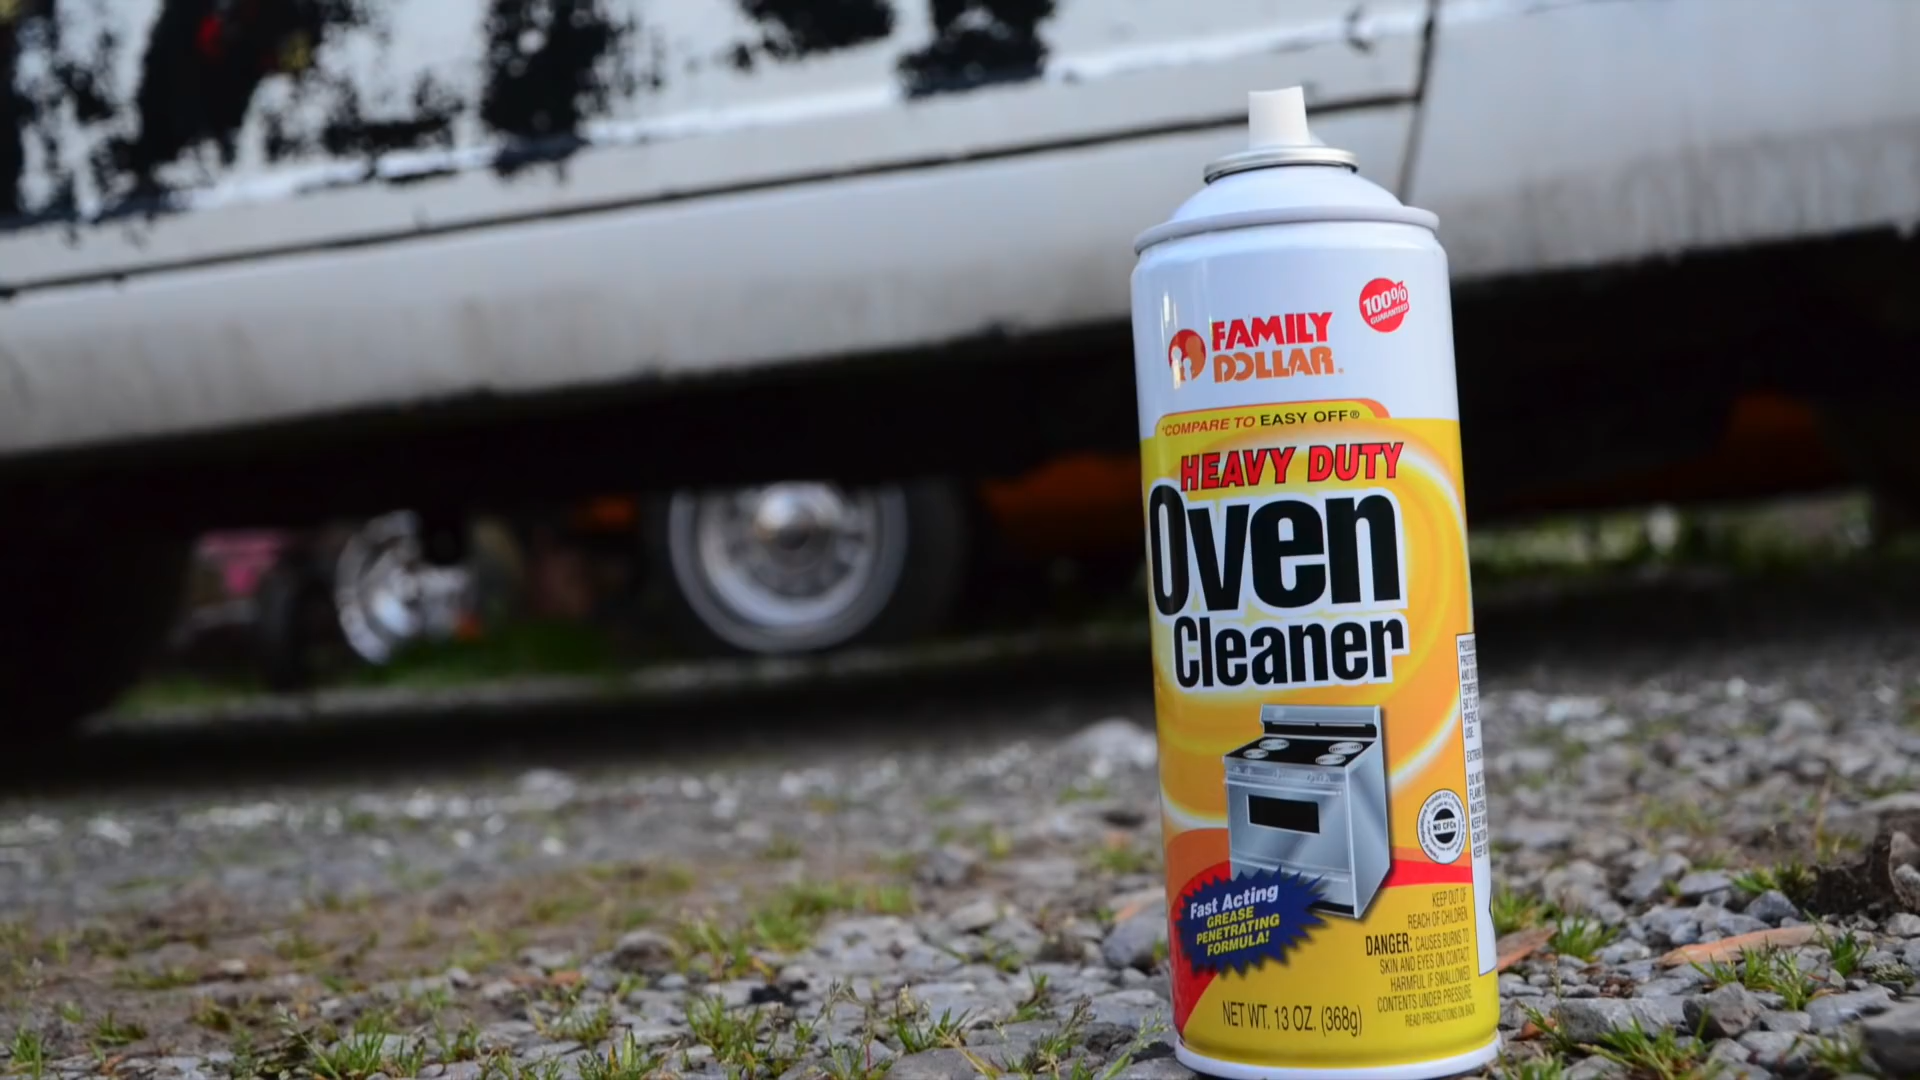 100%
GUARANTEED
FAMILY
DOLLAR
*COMPARE TO EASY OFF®
HEAVY DUTY
Oven
Cleaner
NO CFCs
Fast Acting
GREASE
PENETRATING
FORMULA!
KEEP OUT OF
REACH OF CHILDREN
DANGER: CAUSES BURNS TO
SKIN AND EYES ON CONTACT
HARMFUL IF SWALLOWED
CONTENTS UNDER PRESSURE
READ PRECAUTIONS ON BACK
NET WT. 13 OZ. (368g)